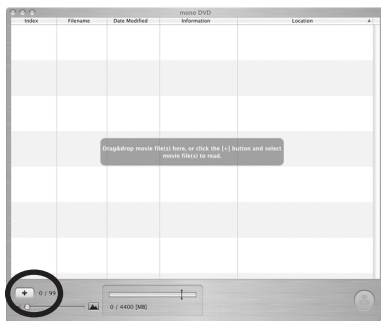 mono DVD
Index Filename Date Modified Information Location
Drag&drop movie file(s) here, or click the [+] button and select
movie file(s) to read.
+ 0 / 99
0 / 4400 [MB]